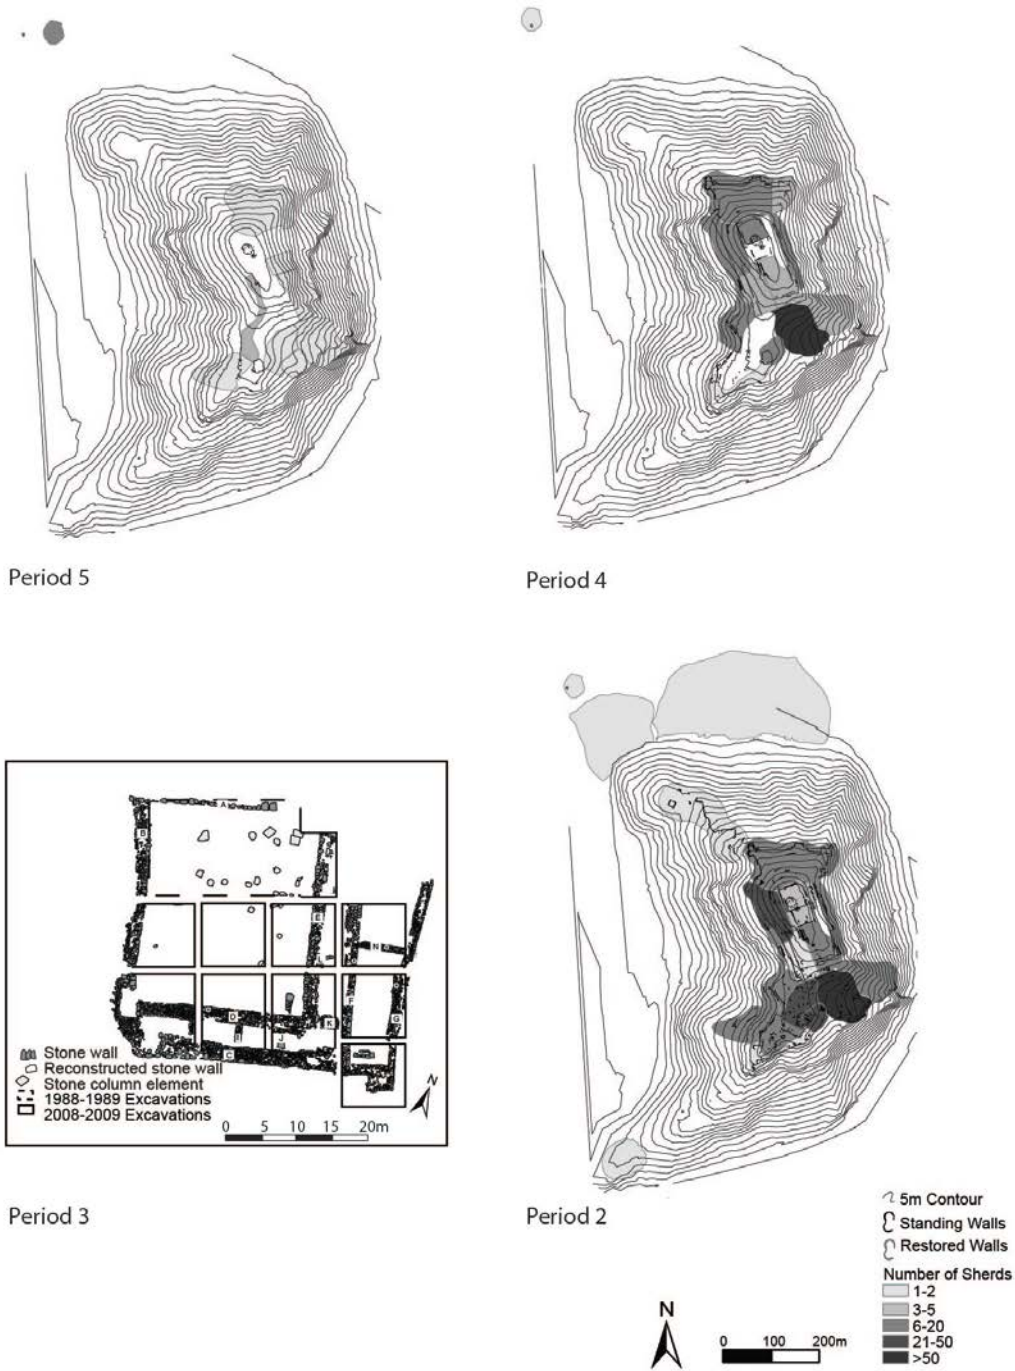 Period 5
Period 4
A
B
E
N
F
G
D
K
J
C
Stone wall
Reconstructed stone wall
Stone column element
1988-1989 Excavations
2008-2009 Excavations
N
0 5 10 15 20m
Period 3
Period 2
5m Contour
Standing Walls
Restored Walls
Number of Sherds
1-2
3-5
6-20
21-50
>50
N
0 100 200m